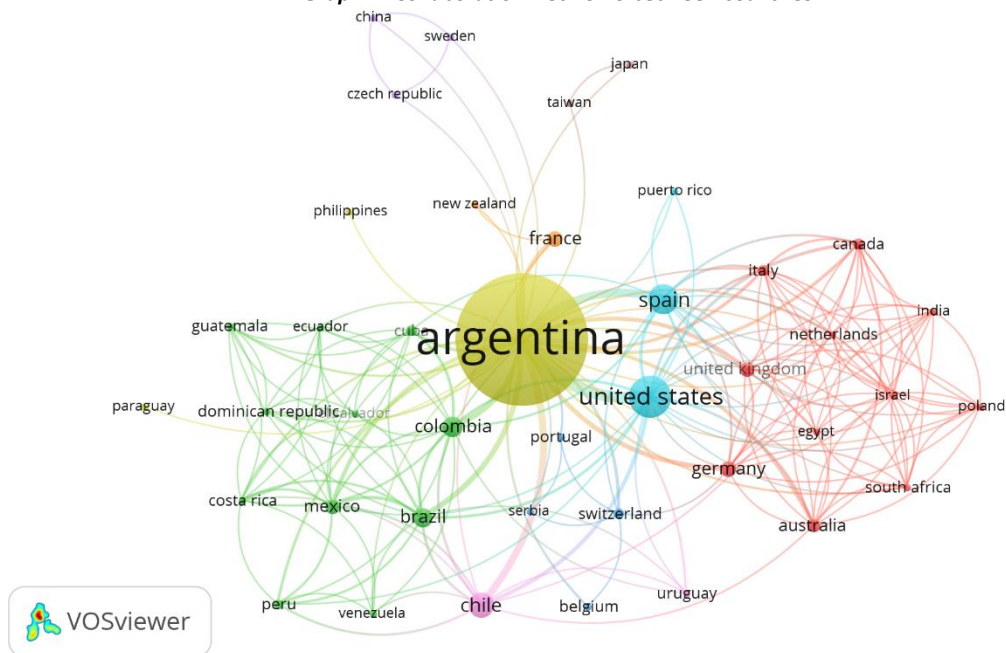 china
sweden
japan
czech republic
taiwan
puerto rico
new zealand
philippines
france
canada
italy
spain
india
guatemala
ecuador
cuba
argentina
netherlands
united kingdom
united states
israel
paraguay
dominican republic
colombia
portugal
egypt
poland
germany
south africa
costa rica
mexico
brazil
serbia
switzerland
australia
peru
venezuela
chile
belgium
uruguay
VOSviewer